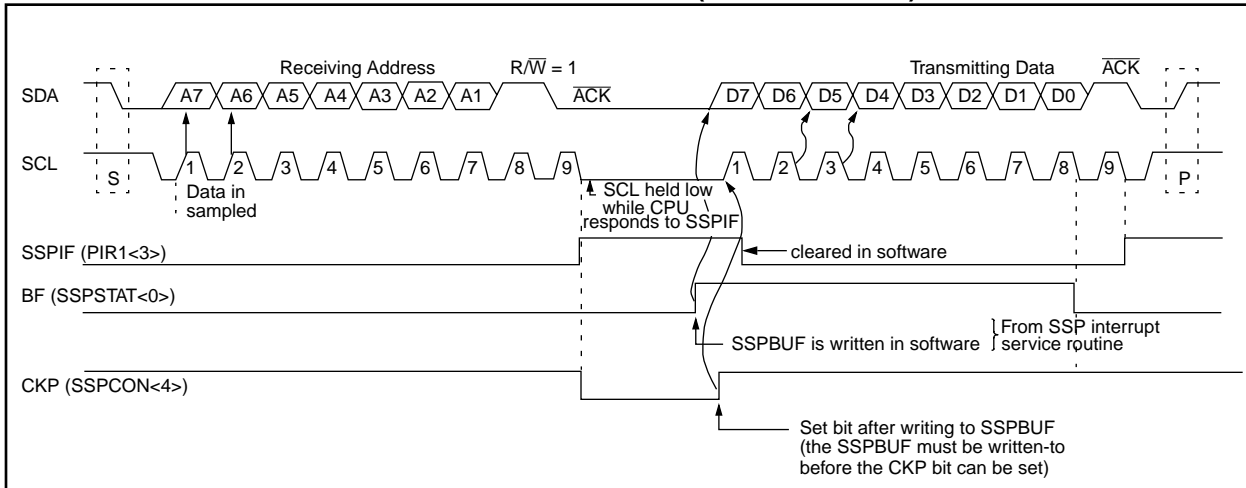 Receiving Address R/W̅ = 1 Transmitting Data A̅C̅K̅
SDA A7 A6 A5 A4 A3 A2 A1 A̅C̅K̅ D7 D6 D5 D4 D3 D2 D1 D0
SCL S 1 2 3 4 5 6 7 8 9 1 2 3 4 5 6 7 8 9 P
Data in
sampled
SCL held low
while CPU
responds to SSPIF
SSPIF (PIR1<3>)
cleared in software
BF (SSPSTAT<0>)
SSPBUF is written in software
From SSP interrupt
service routine
CKP (SSPCON<4>)
Set bit after writing to SSPBUF
(the SSPBUF must be written-to
before the CKP bit can be set)